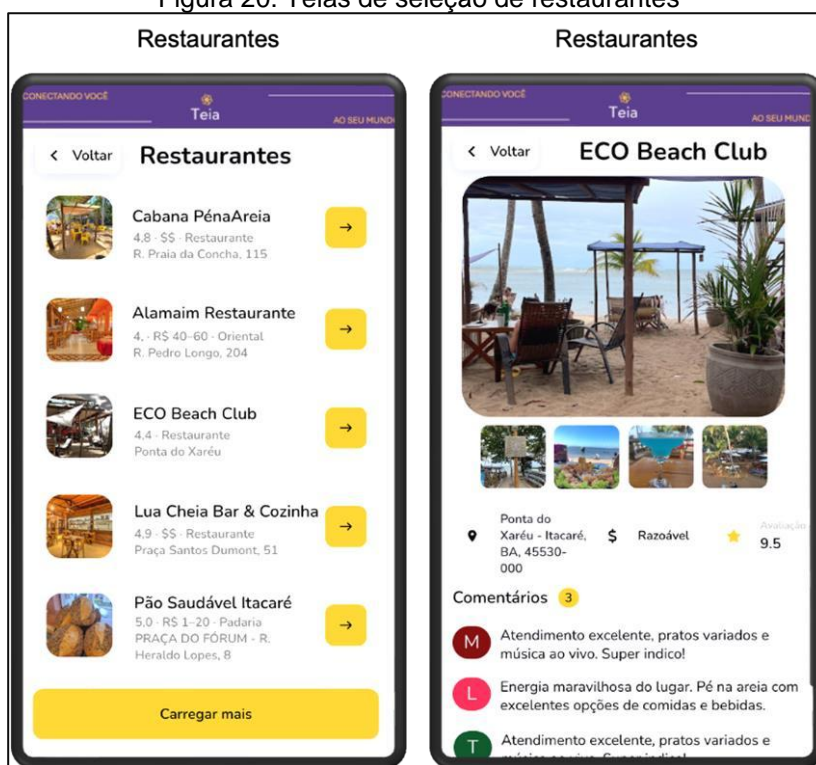 Figura 20: Telas de seleção de restaurantes
Restaurantes
CONECTANDO VOCÊ
Teia
AO SEU MUNDO
Voltar
Restaurantes
Cabana PénaAreia
4,8 · $$ · Restaurante
R. Praia da Concha, 115
Alamaim Restaurante
4, · R$ 40–60 · Oriental
R. Pedro Longo, 204
ECO Beach Club
4,4 · Restaurante
Ponta do Xaréu
Lua Cheia Bar & Cozinha
4,9 · $$ · Restaurante
Praça Santos Dumont, 51
Pão Saudável Itacaré
5,0 · R$ 1–20 · Padaria
PRAÇA DO FÓRUM - R.
Heraldo Lopes, 8
Carregar mais
Restaurantes
CONECTANDO VOCÊ
Teia
AO SEU MUND
Voltar
ECO Beach Club
Ponta do
Xaréu - Itacaré,
BA, 45530-
000
$ Razoável
Avaliação
9.5
Comentários 3
M
Atendimento excelente, pratos variados e
música ao vivo. Super indico!
L
Energia maravilhosa do lugar. Pé na areia com
excelentes opções de comidas e bebidas.
T
Atendimento excelente, pratos variados e
música ao vivo. Super indico!